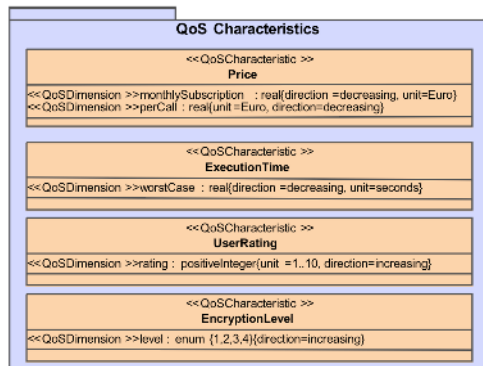 QoS Characteristics
<<QoSCharacteristic >>
Price
<<QoSDimension >>monthlySubscription : real{direction =decreasing, unit=Euro}
<<QoSDimension >>perCall : real{unit =Euro, direction=decreasing}
<<QoSCharacteristic >>
ExecutionTime
<<QoSDimension >>worstCase : real{direction =decreasing, unit=seconds}
<<QoSCharacteristic >>
UserRating
<<QoSDimension >>rating : positiveInteger{unit =1..10, direction=increasing}
<<QoSCharacteristic >>
EncryptionLevel
<<QoSDimension >>level : enum {1,2,3,4}{direction=increasing}